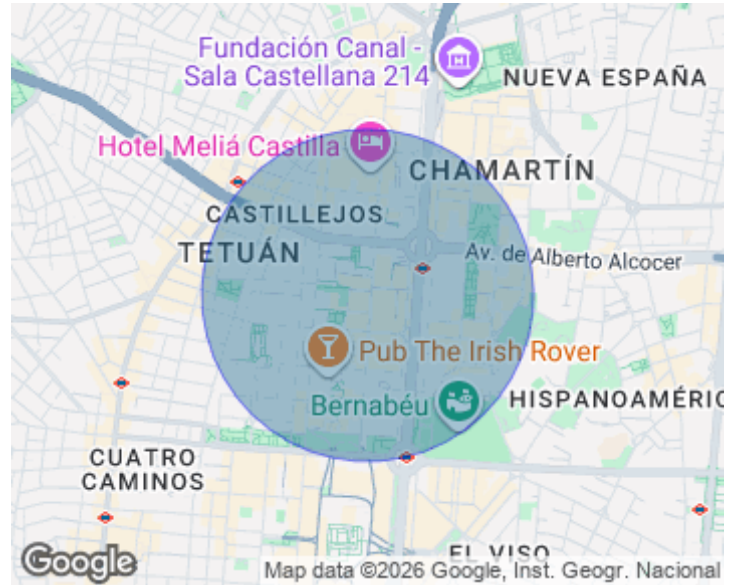 Fundación Canal -
Sala Castellana 214
NUEVA ESPAÑA
Hotel Meliá Castilla
CHAMARTÍN
CASTILLEJOS
TETUÁN
Av. de Alberto Alcocer
Pub The Irish Rover
Bernabéu
HISPANOAMÉRIC
CUATRO
CAMINOS
EL VISO
Google
Map data ©2026 Google, Inst. Geogr. Nacional